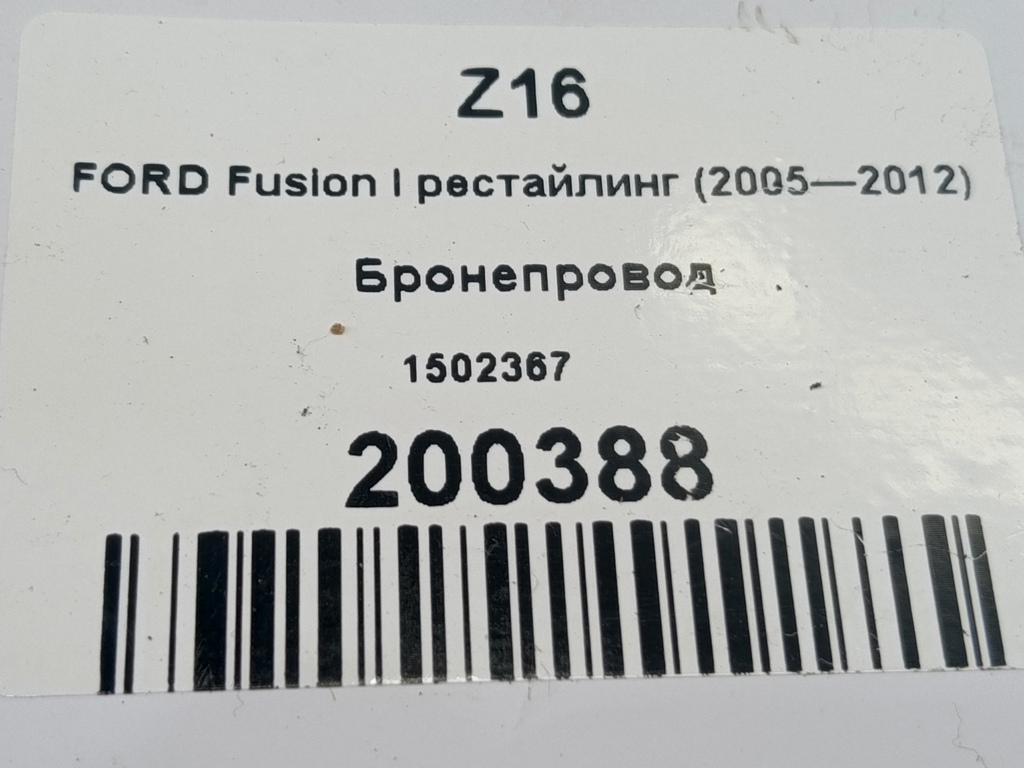 Z16
FORD Fusion I рестайлинг (2005—2012)
Бронепровод
1502367
200388